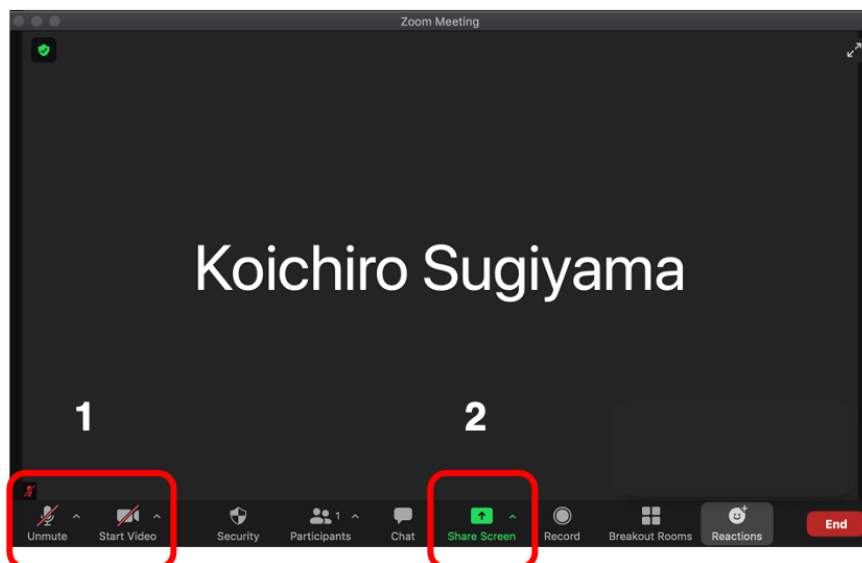 Zoom Meeting
Koichiro Sugiyama
1 2
Unmute Start Video Security Participants 1 Chat Share Screen Record Breakout Rooms Reactions End